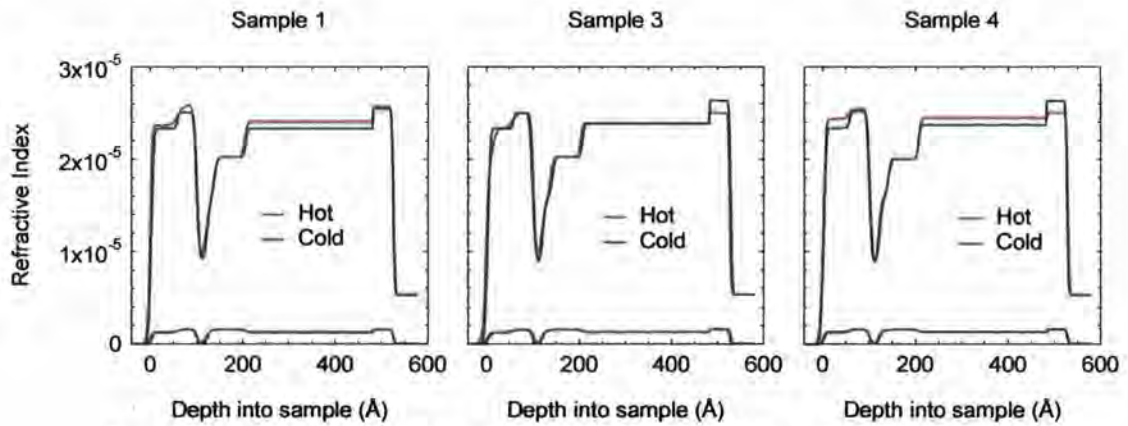 Sample 1
Sample 3
Sample 4
Refractive Index
3x10⁻⁵
2x10⁻⁵
1x10⁻⁵
0
Hot
Cold
Hot
Cold
Hot
Cold
0 200 400 600
0 200 400 600
0 200 400 600
Depth into sample (Å)
Depth into sample (Å)
Depth into sample (Å)